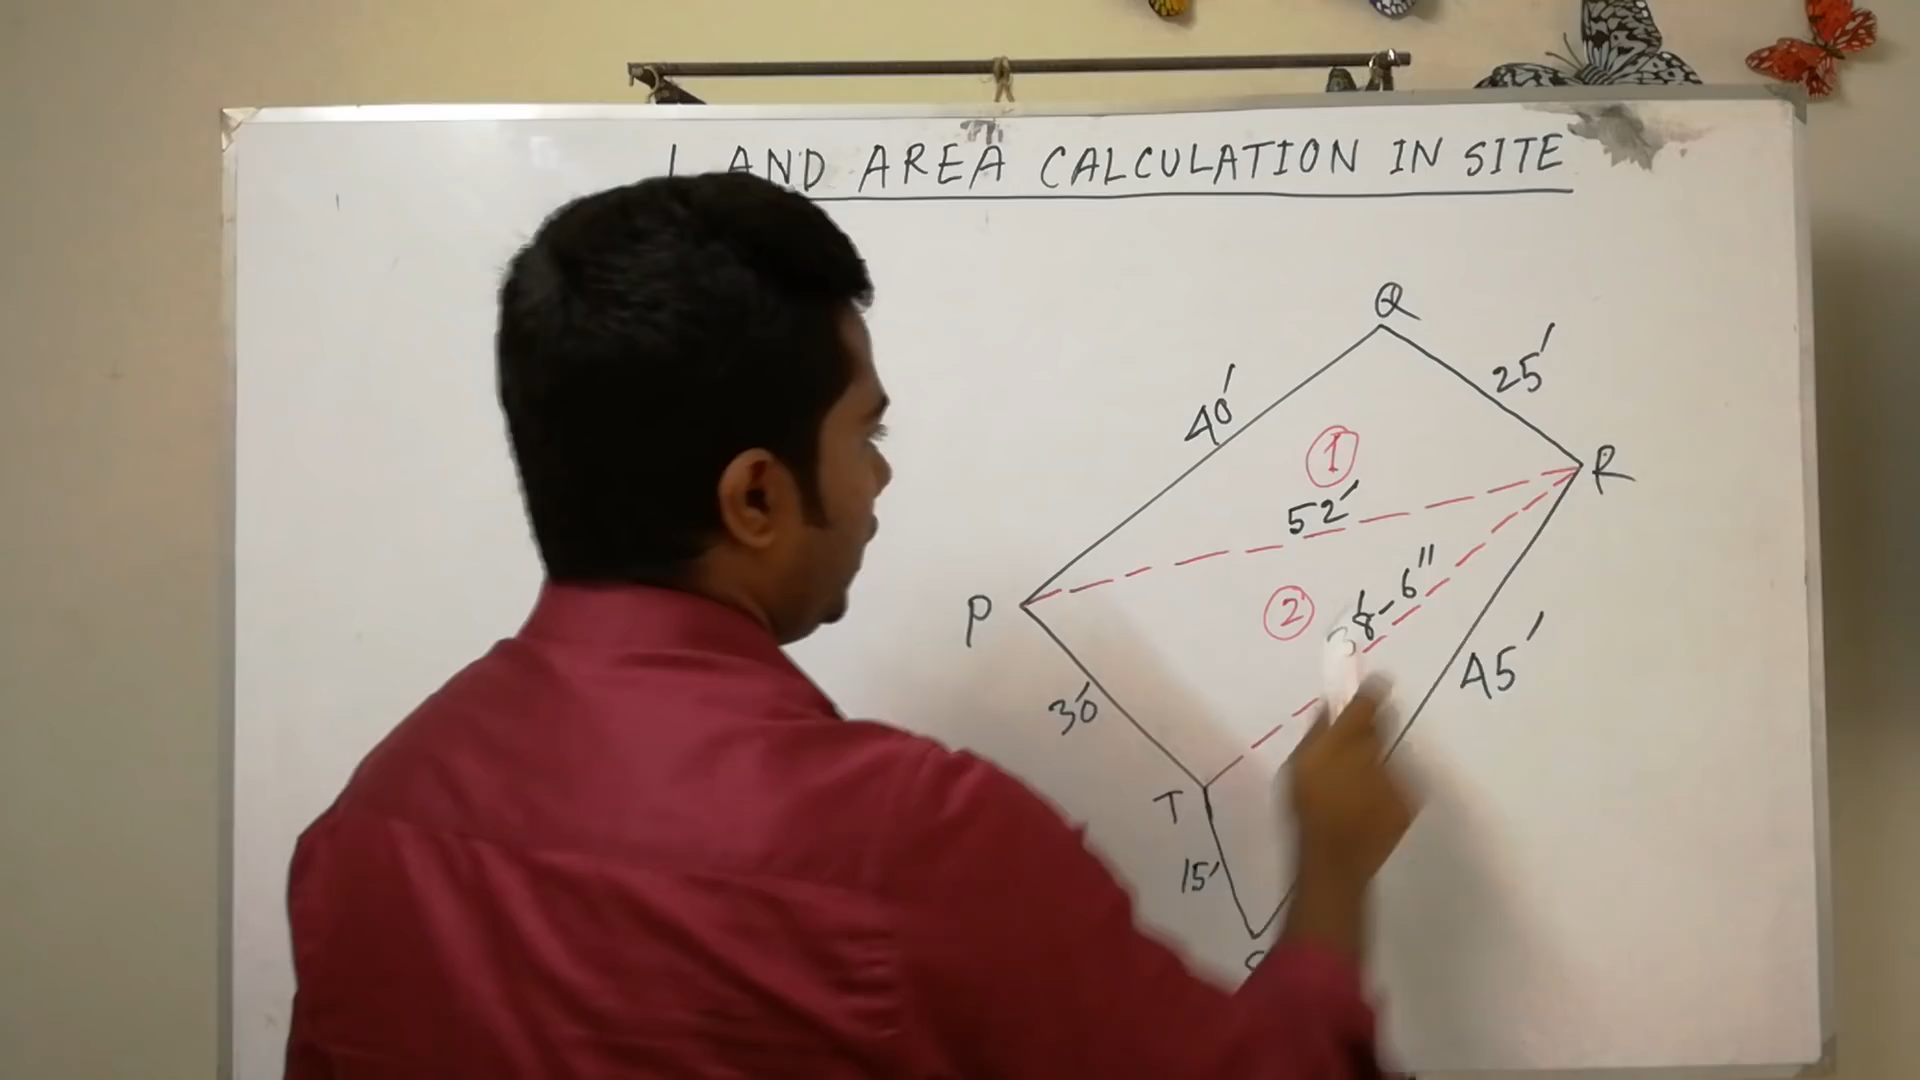 LAND AREA CALCULATION IN SITE
Q
25'
40'
1
R
52'
38'-6"
2
P
45'
30'
T
15'
S